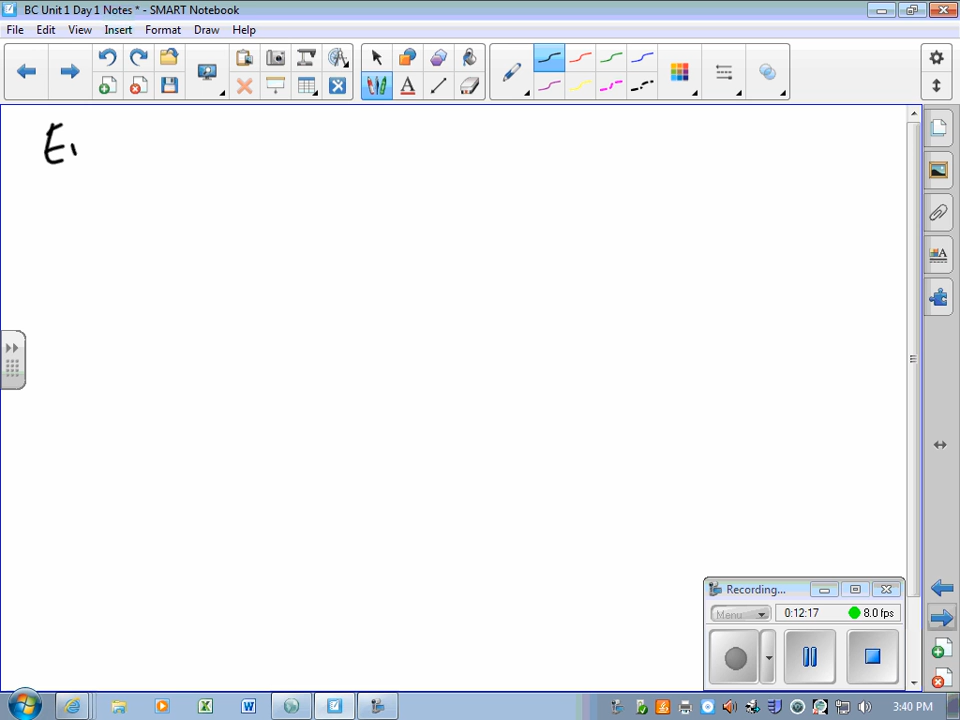 BC Unit 1 Day 1 Notes * - SMART Notebook
File Edit View Insert Format Draw Help
E
Recording...
Menu
0:12:17
8.0 fps
3:40 PM